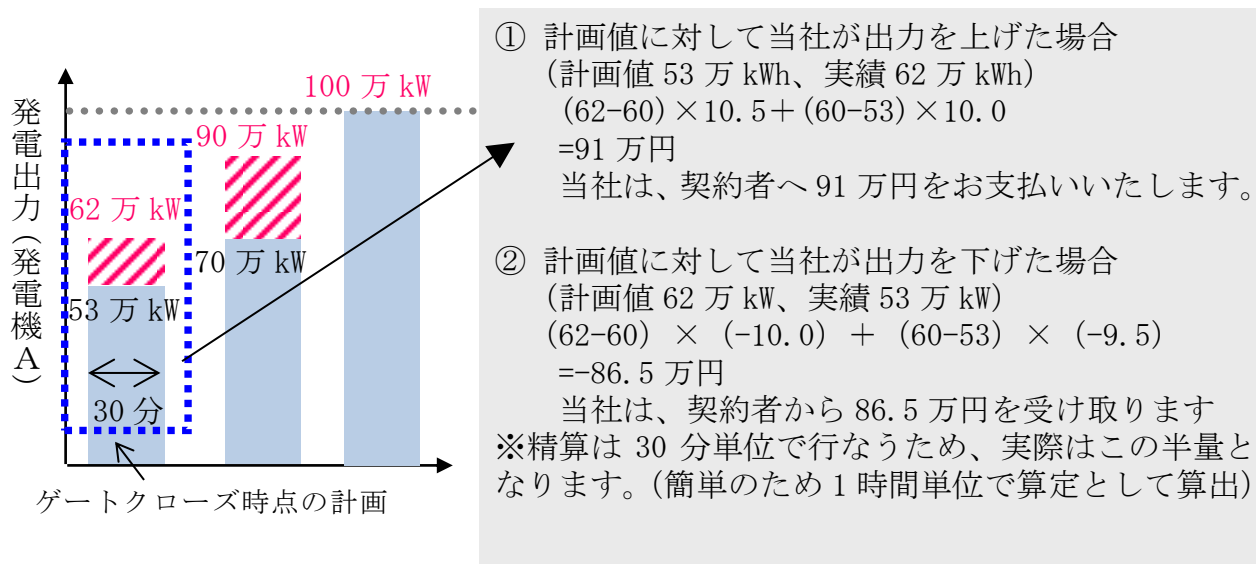 発電出力(発電機A)
100 万 kW
90 万 kW
62 万 kW
70 万 kW
53 万 kW
30 分
ゲートクローズ時点の計画
① 計画値に対して当社が出力を上げた場合
(計画値 53 万 kWh、実績 62 万 kWh)
(62-60)×10.5+(60-53)×10.0
=91 万円
当社は、契約者へ 91 万円をお支払いいたします。
② 計画値に対して当社が出力を下げた場合
(計画値 62 万 kW、実績 53 万 kW)
(62-60) × (-10.0) + (60-53) × (-9.5)
=-86.5 万円
当社は、契約者から 86.5 万円を受け取ります
※精算は 30 分単位で行なうため、実際はこの半量と
なります。(簡単のため 1 時間単位で算定として算出)